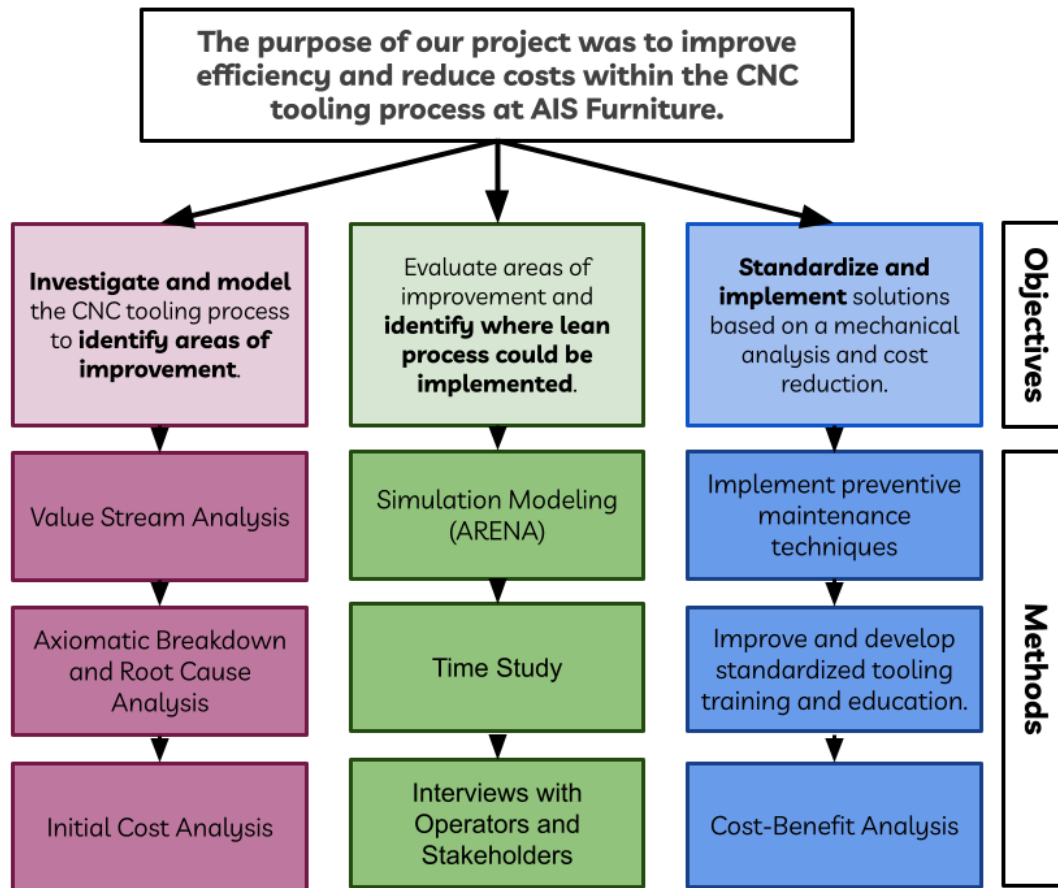 The purpose of our project was to improve
efficiency and reduce costs within the CNC
tooling process at AIS Furniture.
Investigate and model
the CNC tooling process
to identify areas of
improvement.
Evaluate areas of
improvement and
identify where lean
process could be
implemented.
Standardize and
implement solutions
based on a mechanical
analysis and cost
reduction.
Objectives
Value Stream Analysis
Simulation Modeling
(ARENA)
Implement preventive
maintenance
techniques
Methods
Axiomatic Breakdown
and Root Cause
Analysis
Time Study
Improve and develop
standardized tooling
training and education.
Initial Cost Analysis
Interviews with
Operators and
Stakeholders
Cost-Benefit Analysis